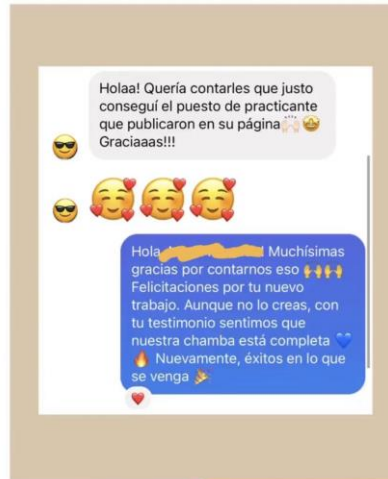 Holaa! Quería contarles que justo
conseguí el puesto de practicante
que publicaron en su página🙌🏻🤩
Graciaaas!!!
🥰🥰🥰
Hola ! Muchísimas
gracias por contarnos eso 🙌🙌
Felicitaciones por tu nuevo
trabajo. Aunque no lo creas, con
tu testimonio sentimos que
nuestra chamba está completa 💙
🔥 Nuevamente, éxitos en lo que
se venga 🎉